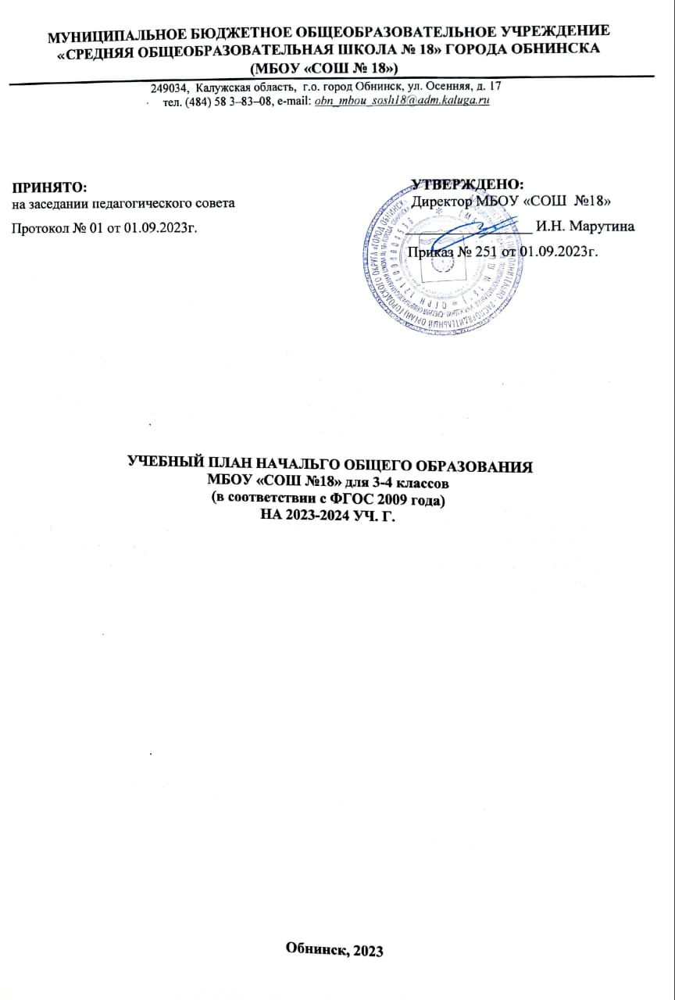 МУНИЦИПАЛЬНОЕ БЮДЖЕТНОЕ ОБЩЕОБРАЗОВАТЕЛЬНОЕ УЧРЕЖДЕНИЕ
«СРЕДНЯЯ ОБЩЕОБРАЗОВАТЕЛЬНАЯ ШКОЛА № 18» ГОРОДА ОБНИНСКА
(МБОУ «СОШ № 18»)
249034, Калужская область, г.о. город Обнинск, ул. Осенняя, д. 17
тел. (484) 58 3–83–08, e-mail: obn_mbou_sosh18@adm.kaluga.ru
ПРИНЯТО:
на заседании педагогического совета
Протокол № 01 от 01.09.2023г.
УТВЕРЖДЕНО:
Директор МБОУ «СОШ №18»
И.Н. Марутина
Приказ № 251 от 01.09.2023г.
УЧЕБНЫЙ ПЛАН НАЧАЛЬГО ОБЩЕГО ОБРАЗОВАНИЯ
МБОУ «СОШ №18» для 3-4 классов
(в соответствии с ФГОС 2009 года)
НА 2023-2024 УЧ. Г.
Обнинск, 2023